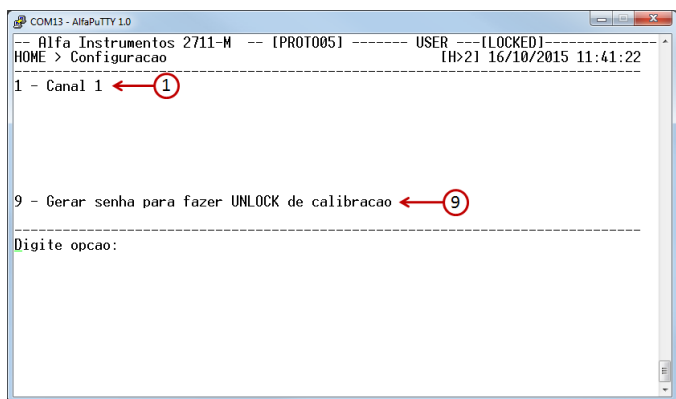 COM13 - AlfaPuTTY 1.0
-- Alfa Instrumentos 2711-M -- [PROTO05] ------- USER ---[LOCKED]--------------
HOME > Configuracao [H>2] 16/10/2015 11:41:22
--------------------------------------------------------------------------------
1 - Canal 1 1
9 - Gerar senha para fazer UNLOCK de calibracao 9
--------------------------------------------------------------------------------
Digite opcao: